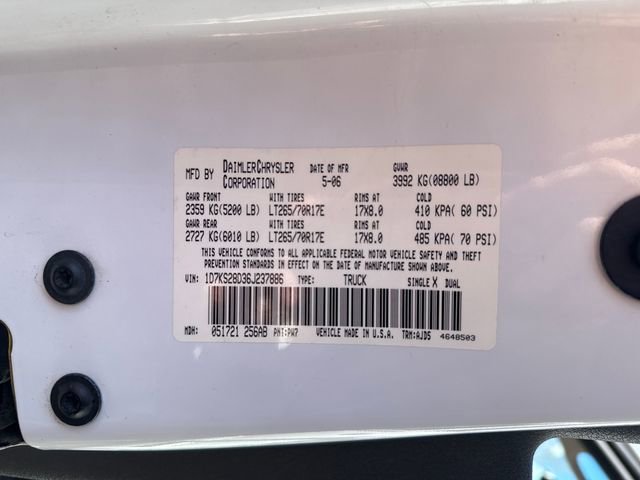 MFD BY DAIMLERCHRYSLER CORPORATION DATE OF MFR 5-06 GVWR 3992 KG(08800 LB)
GAWR FRONT WITH TIRES RIMS AT COLD
2359 KG(5200 LB) LT265/70R17E 17X8.0 410 KPA( 60 PSI)
GAWR REAR WITH TIRES RIMS AT COLD
2727 KG(6010 LB) LT265/70R17E 17X8.0 485 KPA( 70 PSI)
THIS VEHICLE CONFORMS TO ALL APPLICABLE FEDERAL MOTOR VEHICLE SAFETY AND THEFT
PREVENTION STANDARDS IN EFFECT ON THE DATE OF MANUFACTURE SHOWN ABOVE.
VIN: 1D7KS28D36J237886 TYPE: TRUCK SINGLE X DUAL
MDH: 051721 256AB PNT: PW7 VEHICLE MADE IN U.S.A. TRM: AJD5 4648503